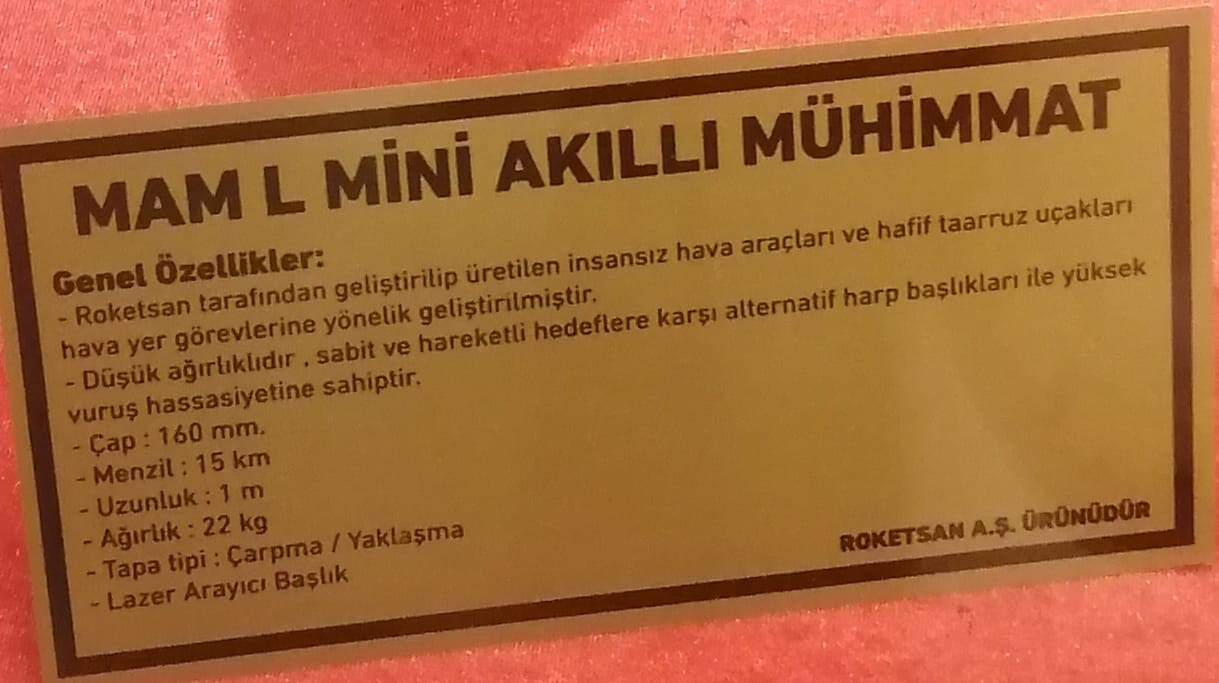 MAM L MİNİ AKILLI MÜHİMMAT
Genel Özellikler:
- Roketsan tarafından geliştirilip üretilen insansız hava araçları ve hafif taarruz uçakları
hava yer görevlerine yönelik geliştirilmiştir.
- Düşük ağırlıklıdır , sabit ve hareketli hedeflere karşı alternatif harp başlıkları ile yüksek
vuruş hassasiyetine sahiptir.
- Çap : 160 mm.
- Menzil : 15 km
- Uzunluk : 1 m
- Ağırlık : 22 kg
- Tapa tipi : Çarpma / Yaklaşma
- Lazer Arayıcı Başlık
ROKETSAN A.Ş. ÜRÜNÜDÜR